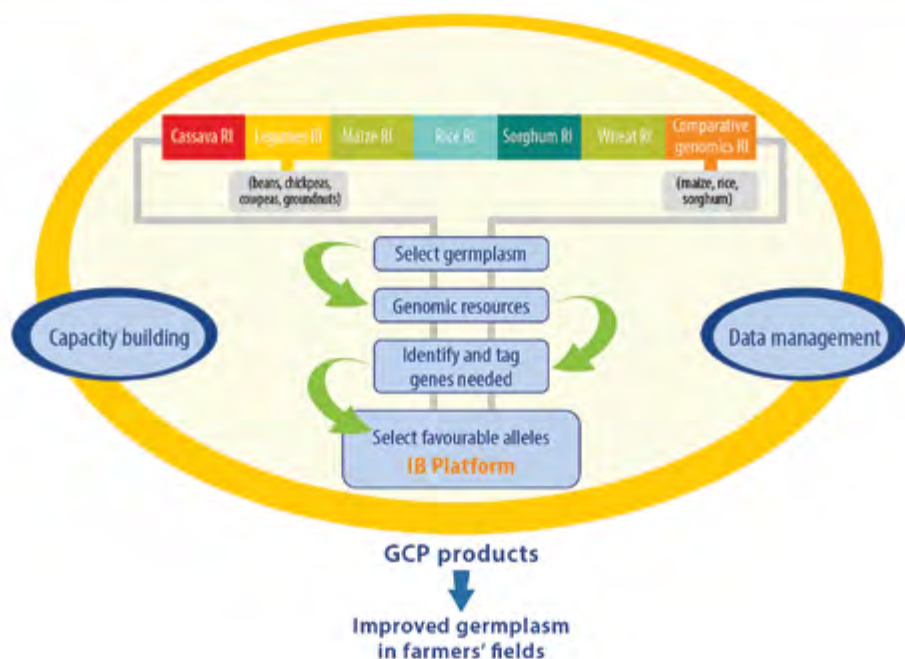 Cassava RI
Legumes RI
Maize RI
Rice RI
Sorghum RI
Wheat RI
Comparative
genomics RI
(beans, chickpeas,
cowpeas, groundnuts)
(maize, rice,
sorghum)
Select germplasm
Genomic resources
Capacity building
Data management
Identify and tag
genes needed
Select favourable alleles
IB Platform
GCP products
Improved germplasm
in farmers' fields